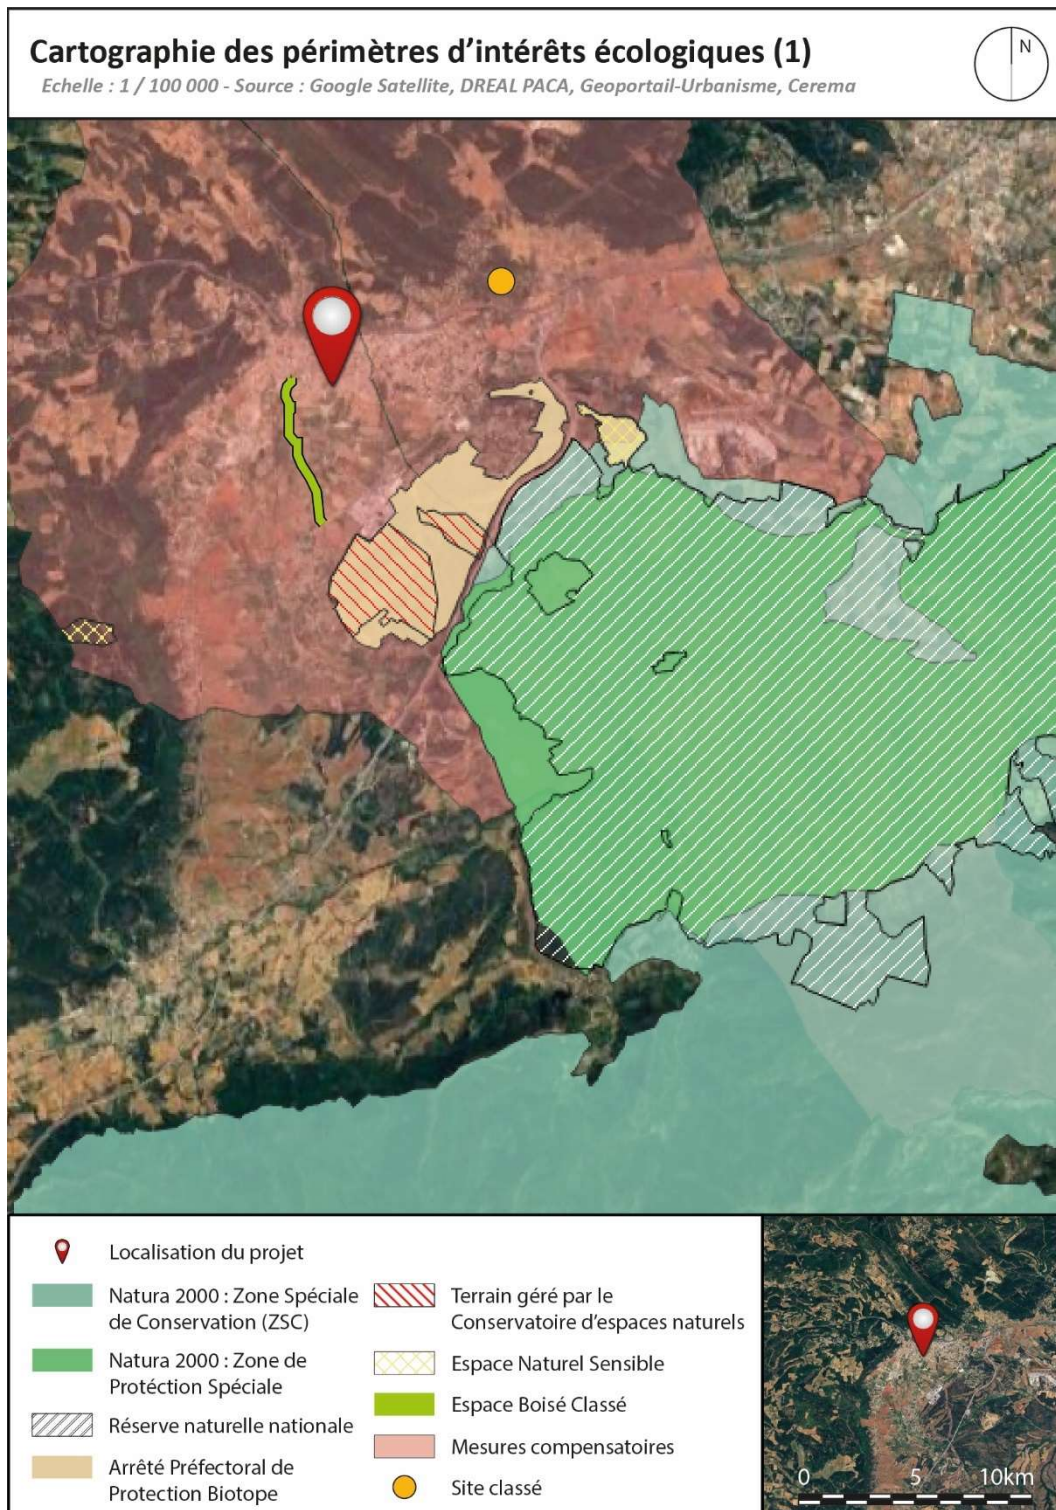 Cartographie des périmètres d'intérêts écologiques (1)
Echelle : 1 / 100 000 - Source : Google Satellite, DREAL PACA, Geoportail-Urbanisme, Cerema
N
Localisation du projet
Natura 2000 : Zone Spéciale
de Conservation (ZSC)
Natura 2000 : Zone de
Protéction Spéciale
Réserve naturelle nationale
Arrêté Préfectoral de
Protection Biotope
Terrain géré par le
Conservatoire d'espaces naturels
Espace Naturel Sensible
Espace Boisé Classé
Mesures compensatoires
Site classé
0 5 10km